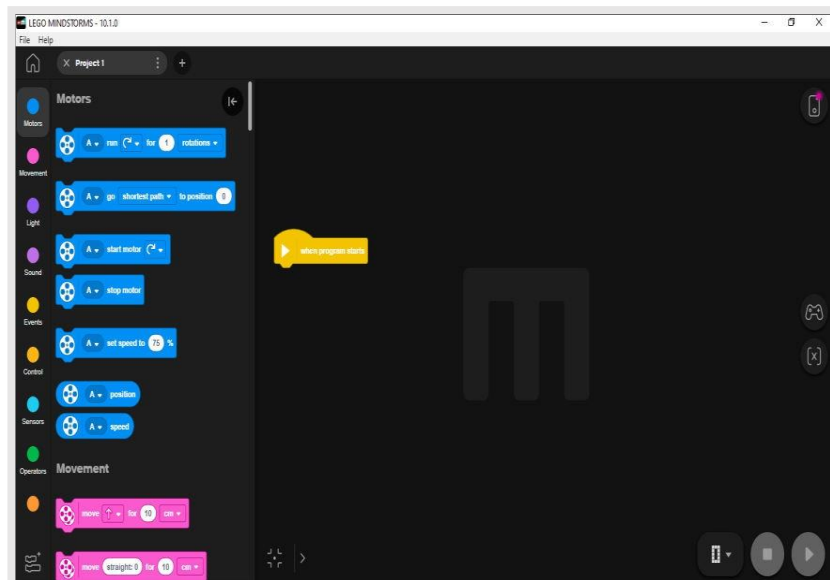 LEGO MINDSTORMS - 10.1.0
File Help
Project 1
Motors
Motors
Movement
Light
Sound
Events
Control
Sensors
Operators
A run for 1 rotations
A go shortest path to position 0
A start motor
A stop motor
A set speed to 75 %
A position
A speed
Movement
move for 10 cm
move straight: 0 for 10 cm
when program starts